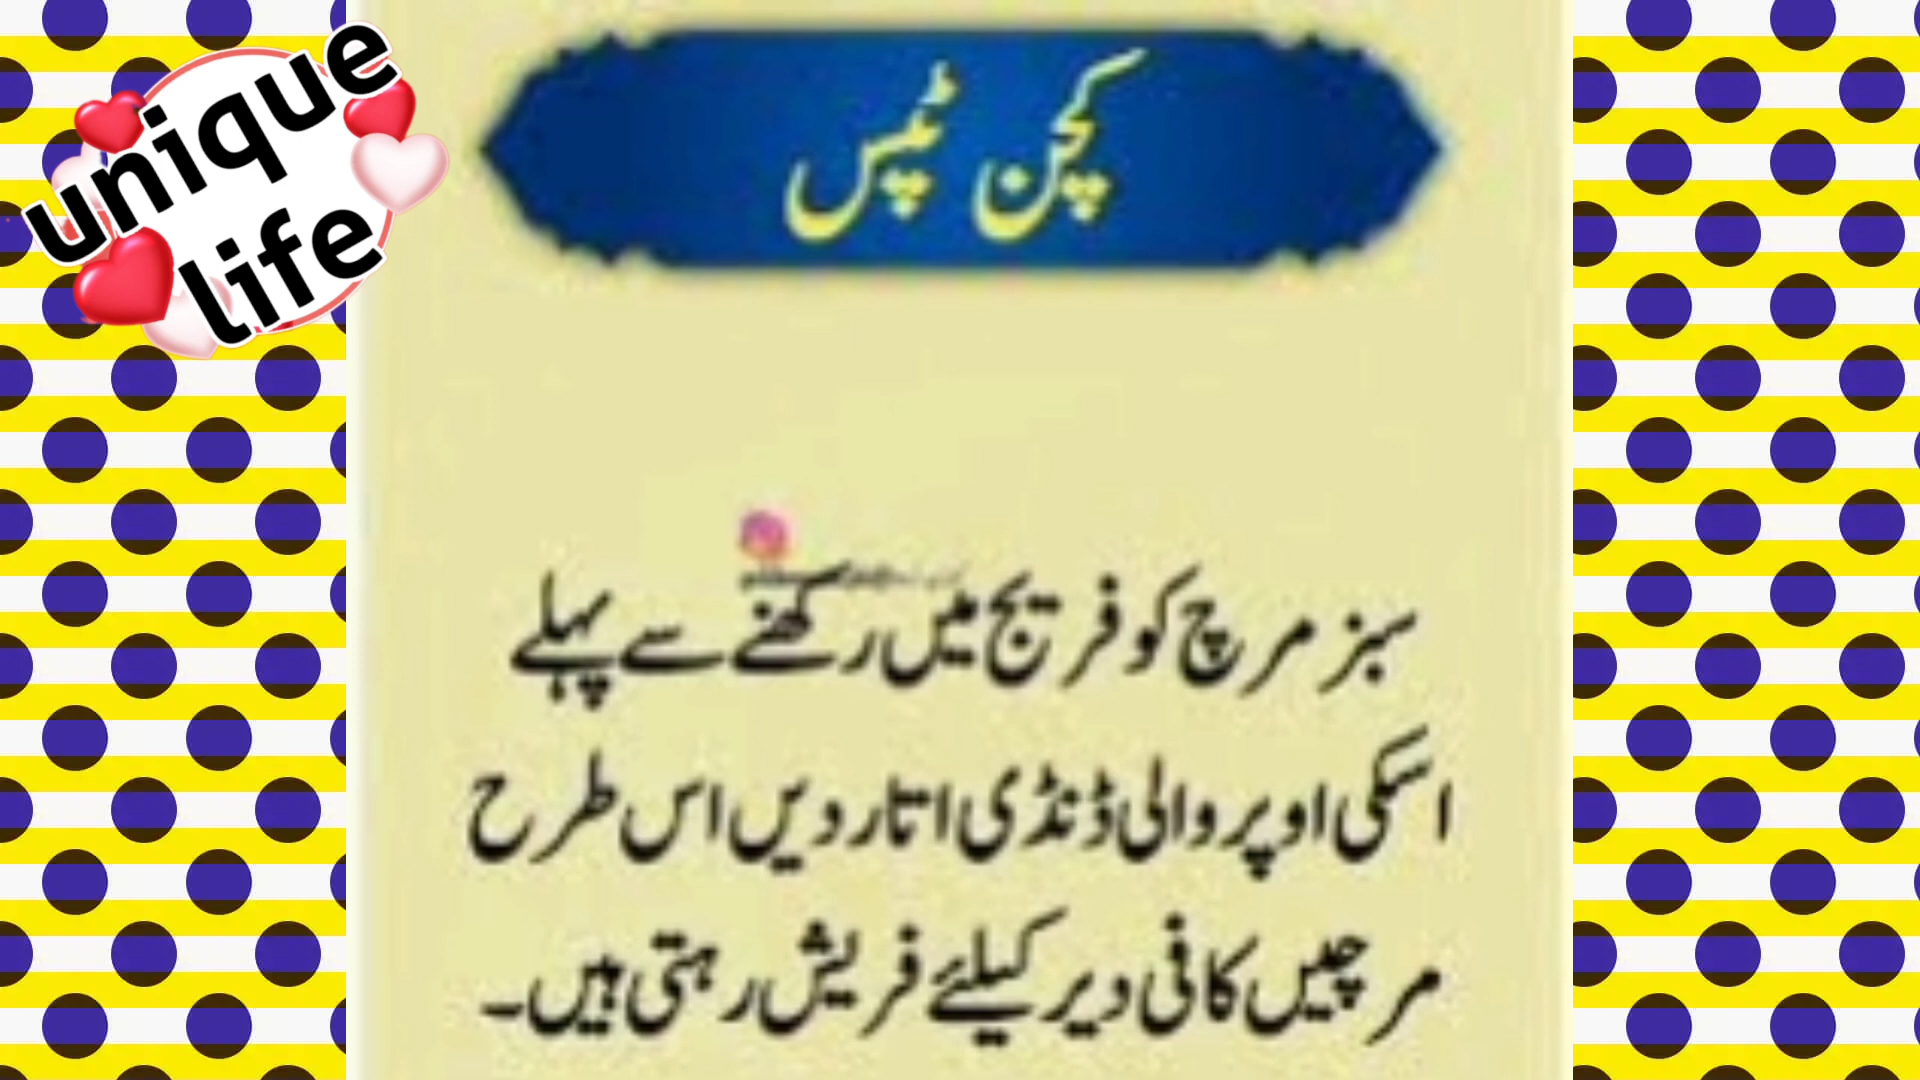 unique
life
کچن ٹپس
سبز مرچ کو فریج میں رکھنے سے پہلے
اسکی اوپر والی ڈنڈی اتار دیں اس طرح
مرچیں کافی دیر کیلئے فریش رہتی ہیں۔